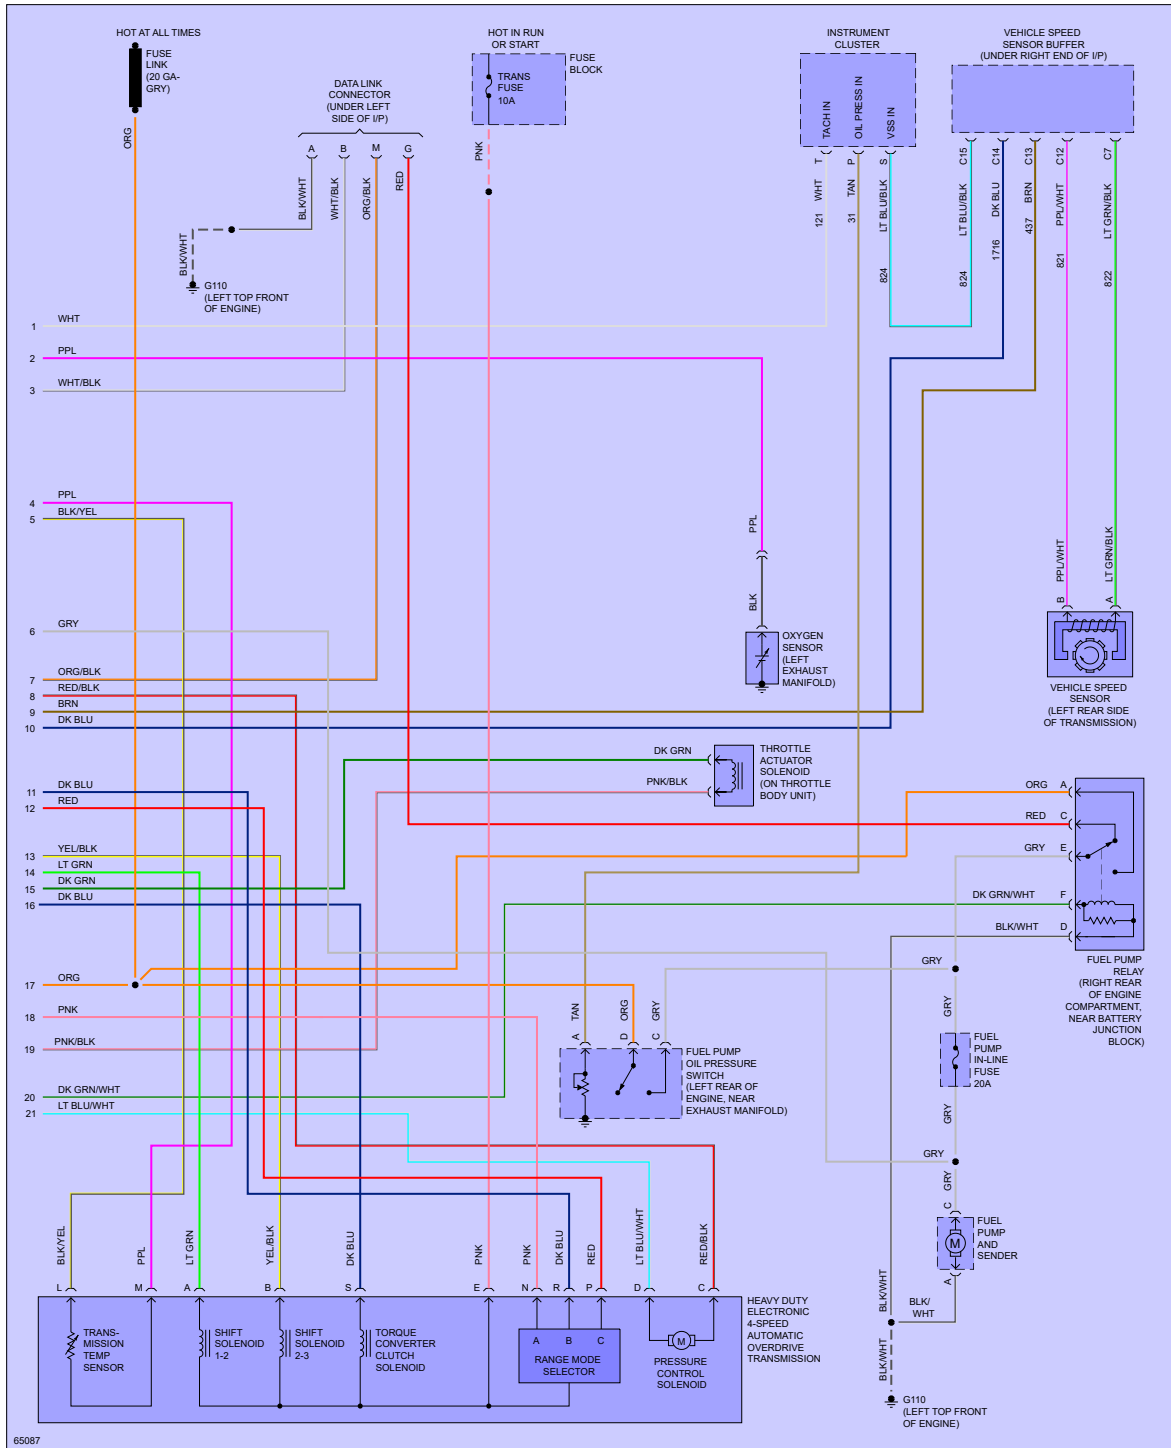 HOT AT ALL TIMES
FUSE
LINK
(20 GA-
GRY)
ORG
DATA LINK
CONNECTOR
(UNDER LEFT
SIDE OF I/P)
A
B
M
G
BLK/WHT
WHT/BLK
ORG/BLK
RED
BLK/WHT
G110
(LEFT TOP FRONT
OF ENGINE)
HOT IN RUN
OR START
FUSE
BLOCK
TRANS
FUSE
10A
PNK
INSTRUMENT
CLUSTER
TACH IN
OIL PRESS IN
VSS IN
T
P
S
121 WHT
31 TAN
824 LT BLU/BLK
VEHICLE SPEED
SENSOR BUFFER
(UNDER RIGHT END OF I/P)
C15
C14
C13
C12
C7
824 LT BLU/BLK
1716 DK BLU
437 BRN
821 PPL/WHT
822 LT GRN/BLK
1 WHT
2 PPL
3 WHT/BLK
4 PPL
5 BLK/YEL
6 GRY
7 ORG/BLK
8 RED/BLK
9 BRN
10 DK BLU
11 DK BLU
12 RED
13 YEL/BLK
14 LT GRN
15 DK GRN
16 DK BLU
17 ORG
18 PNK
19 PNK/BLK
20 DK GRN/WHT
21 LT BLU/WHT
PPL
BLK
OXYGEN
SENSOR
(LEFT
EXHAUST
MANIFOLD)
PPL/WHT
LT GRN/BLK
B
A
VEHICLE SPEED
SENSOR
(LEFT REAR SIDE
OF TRANSMISSION)
DK GRN
PNK/BLK
THROTTLE
ACTUATOR
SOLENOID
(ON THROTTLE
BODY UNIT)
ORG A
RED C
GRY E
DK GRN/WHT F
BLK/WHT D
FUEL PUMP
RELAY
(RIGHT REAR
OF ENGINE
COMPARTMENT,
NEAR BATTERY
JUNCTION
BLOCK)
GRY
GRY
TAN
ORG
GRY
A
D
C
FUEL PUMP
OIL PRESSURE
SWITCH
(LEFT REAR OF
ENGINE, NEAR
EXHAUST MANIFOLD)
FUEL
PUMP
IN-LINE
FUSE
20A
GRY
GRY
GRY
C
M
FUEL
PUMP
AND
SENDER
A
BLK/WHT
BLK/
WHT
BLK/WHT
G110
(LEFT TOP FRONT
OF ENGINE)
BLK/YEL
PPL
LT GRN
YEL/BLK
DK BLU
PNK
PNK
DK BLU
RED
LT BLU/WHT
RED/BLK
L
M
A
B
S
E
N
R
P
D
C
TRANS-
MISSION
TEMP
SENSOR
SHIFT
SOLENOID
1-2
SHIFT
SOLENOID
2-3
TORQUE
CONVERTER
CLUTCH
SOLENOID
A
B
C
RANGE MODE
SELECTOR
M
PRESSURE
CONTROL
SOLENOID
HEAVY DUTY
ELECTRONIC
4-SPEED
AUTOMATIC
OVERDRIVE
TRANSMISSION
65087